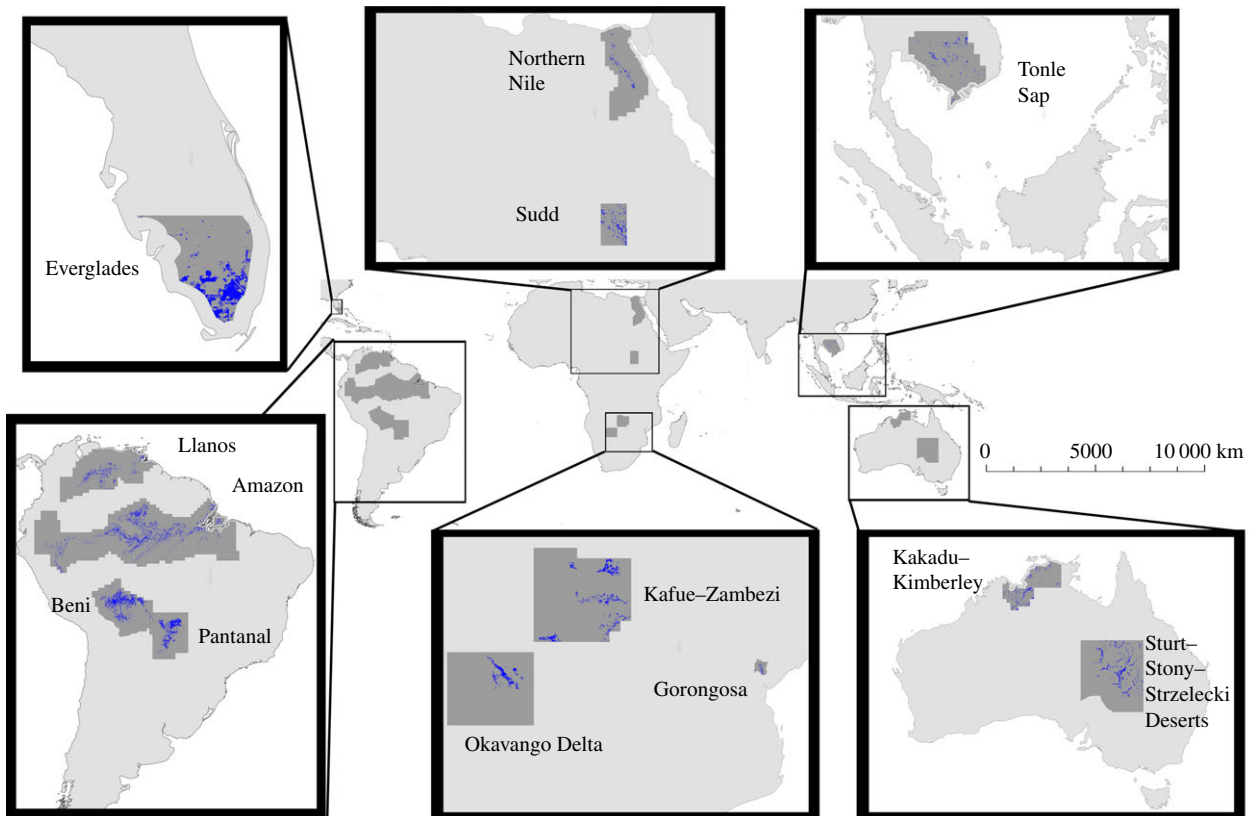 Northern
Nile
Sudd
Tonle
Sap
Everglades
0 5000 10 000 km
Llanos
Amazon
Beni
Pantanal
Kafue–Zambezi
Gorongosa
Okavango Delta
Kakadu–
Kimberley
Sturt–
Stony–
Strzelecki
Deserts